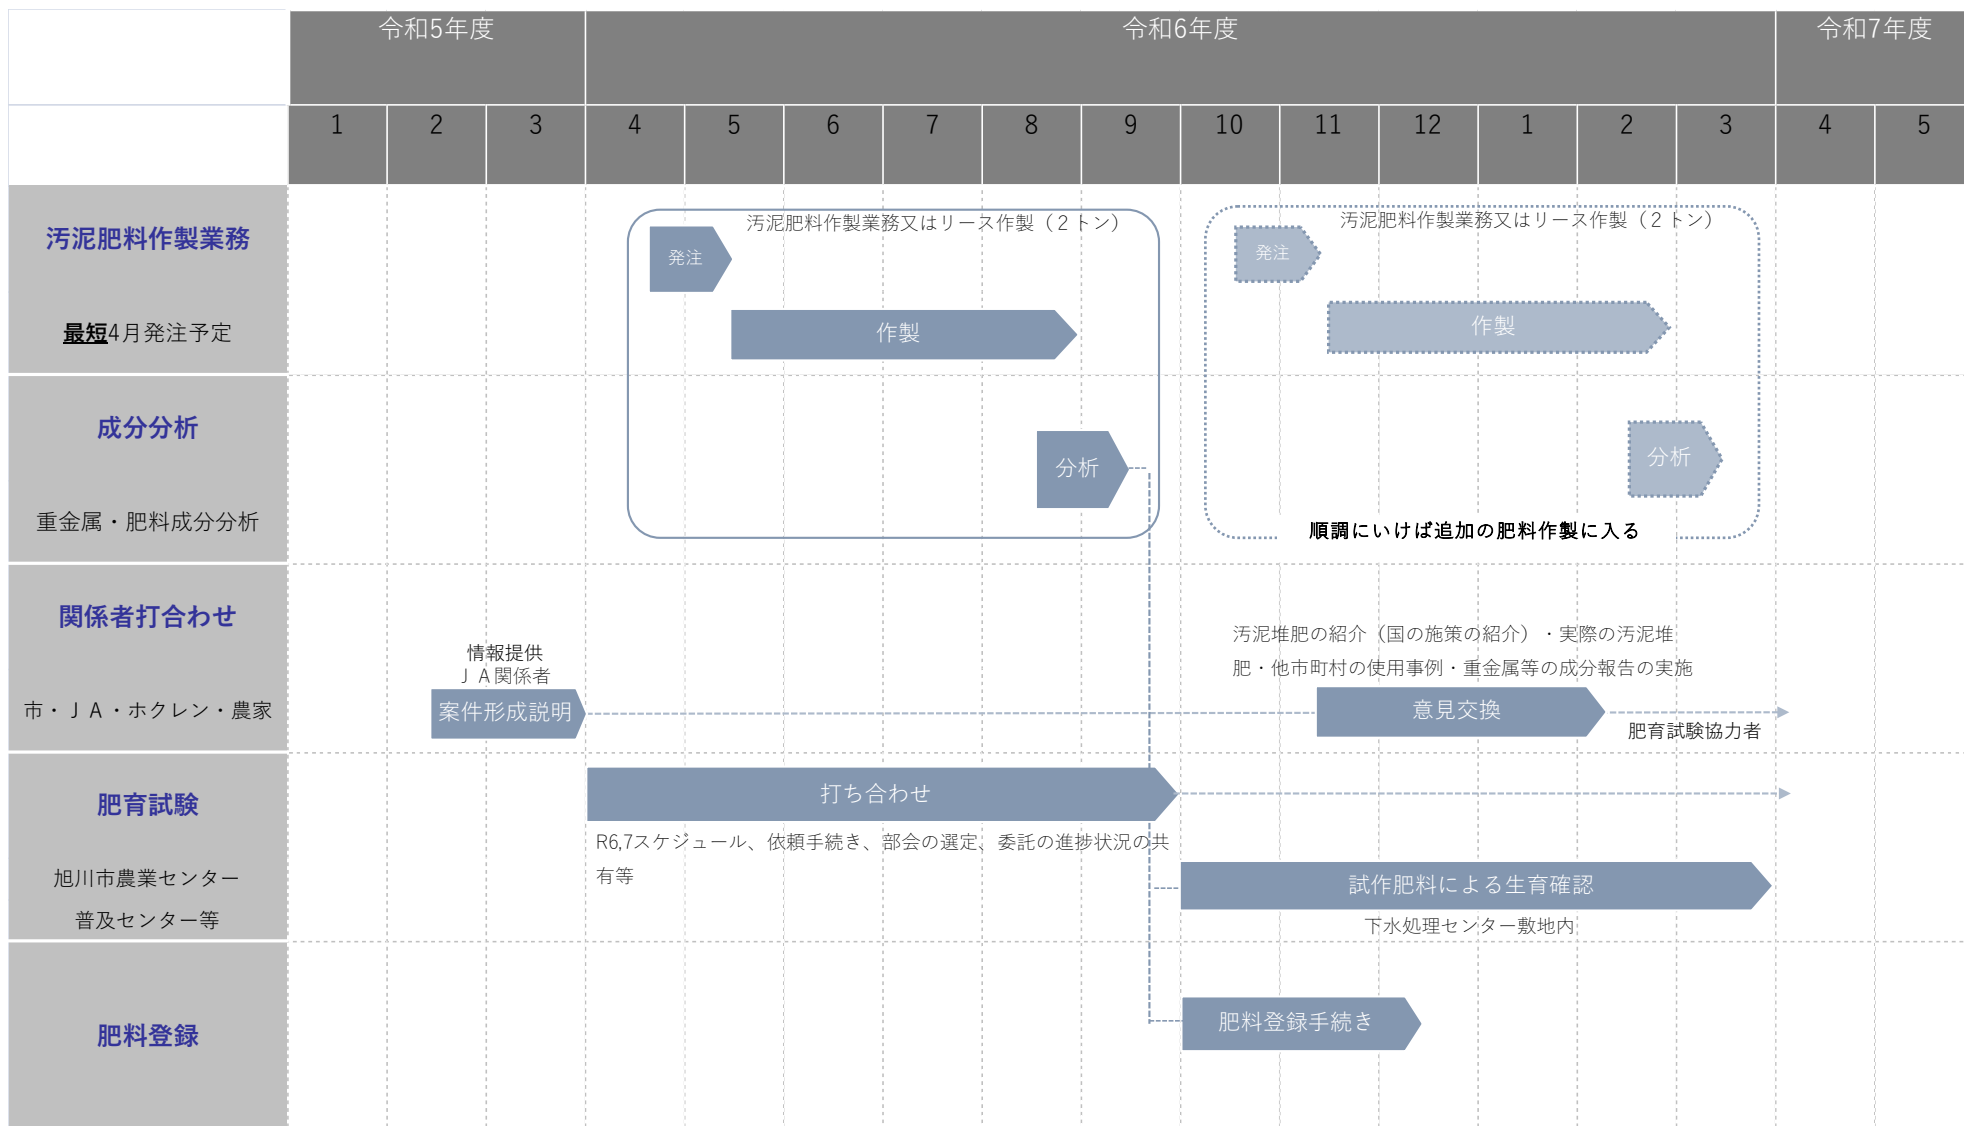 令和5年度
令和6年度
令和7年度
1
2
3
4
5
6
7
8
9
10
11
12
1
2
3
4
5
汚泥肥料作製業務
最短4月発注予定
汚泥肥料作製業務又はリース作製（２トン）
発注
作製
汚泥肥料作製業務又はリース作製（２トン）
発注
作製
成分分析
重金属・肥料成分分析
分析
分析
順調にいけば追加の肥料作製に入る
関係者打合わせ
市・ＪＡ・ホクレン・農家
情報提供
ＪＡ関係者
案件形成説明
汚泥堆肥の紹介（国の施策の紹介）・実際の汚泥堆
肥・他市町村の使用事例・重金属等の成分報告の実施
意見交換
肥育試験協力者
肥育試験
旭川市農業センター
普及センター等
打ち合わせ
R6,7スケジュール、依頼手続き、部会の選定、委託の進捗状況の共
有等
試作肥料による生育確認
下水処理センター敷地内
肥料登録
肥料登録手続き